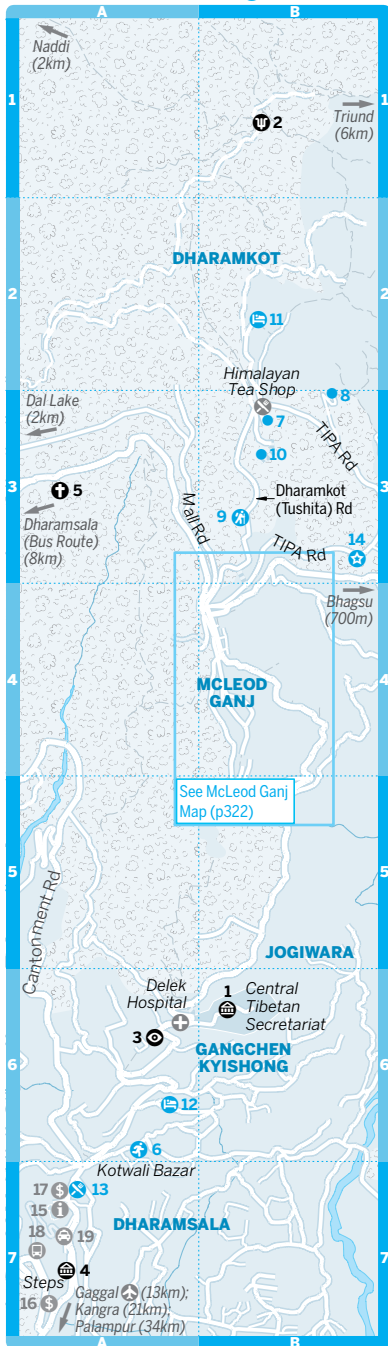 A
B
Naddi
(2km)
1
1
2
Triund
(6km)
DHARAMKOT
2
2
11
Himalayan
Tea Shop
8
Dal Lake
(2km)
7
TIPA Rd
10
3
3
5
Mall Rd
Dharamkot
(Tushita) Rd
9
Dharamsala
(Bus Route)
(8km)
TIPA Rd
14
Bhagsu
(700m)
4
4
MCLEOD
GANJ
See McLeod Ganj
Map (p322)
5
5
Cantonment Rd
JOGIWARA
Delek
Hospital
1
Central
Tibetan
Secretariat
3
GANGCHEN
KYISHONG
6
6
12
6
Kotwali Bazar
17
13
15
DHARAMSALA
18
19
7
7
4
Steps
16
Gaggal (13km);
Kangra (21km);
Palampur (34km)
A
B